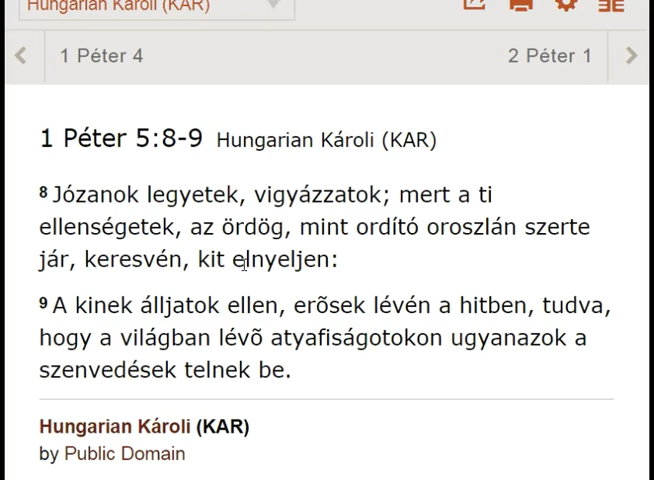 Hungarian Károli (KAR)
1 Péter 4 2 Péter 1
1 Péter 5:8-9 Hungarian Károli (KAR)
8 Józanok legyetek, vigyázzatok; mert a ti
ellenségetek, az ördög, mint ordító oroszlán szerte
jár, keresvén, kit elnyeljen:
9 A kinek álljatok ellen, erõsek lévén a hitben, tudva,
hogy a világban lévõ atyafiságotokon ugyanazok a
szenvedések telnek be.
Hungarian Károli (KAR)
by Public Domain